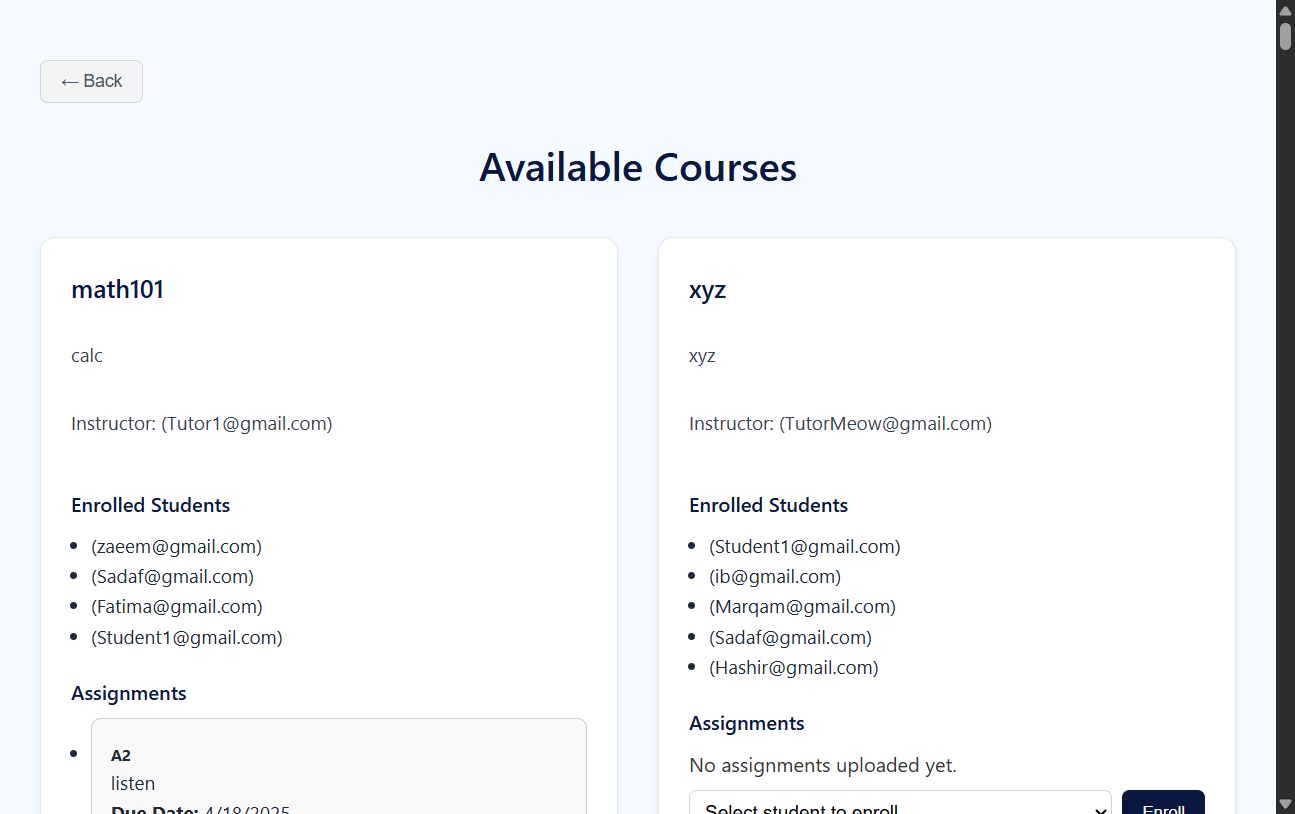 ← Back
Available Courses
math101
calc
Instructor: (Tutor1@gmail.com)
Enrolled Students
(zaeem@gmail.com)
(Sadaf@gmail.com)
(Fatima@gmail.com)
(Student1@gmail.com)
Assignments
A2
listen
Due Date: 4/18/2025
xyz
xyz
Instructor: (TutorMeow@gmail.com)
Enrolled Students
(Student1@gmail.com)
(ib@gmail.com)
(Marqam@gmail.com)
(Sadaf@gmail.com)
(Hashir@gmail.com)
Assignments
No assignments uploaded yet.
Select student to enroll
Enroll